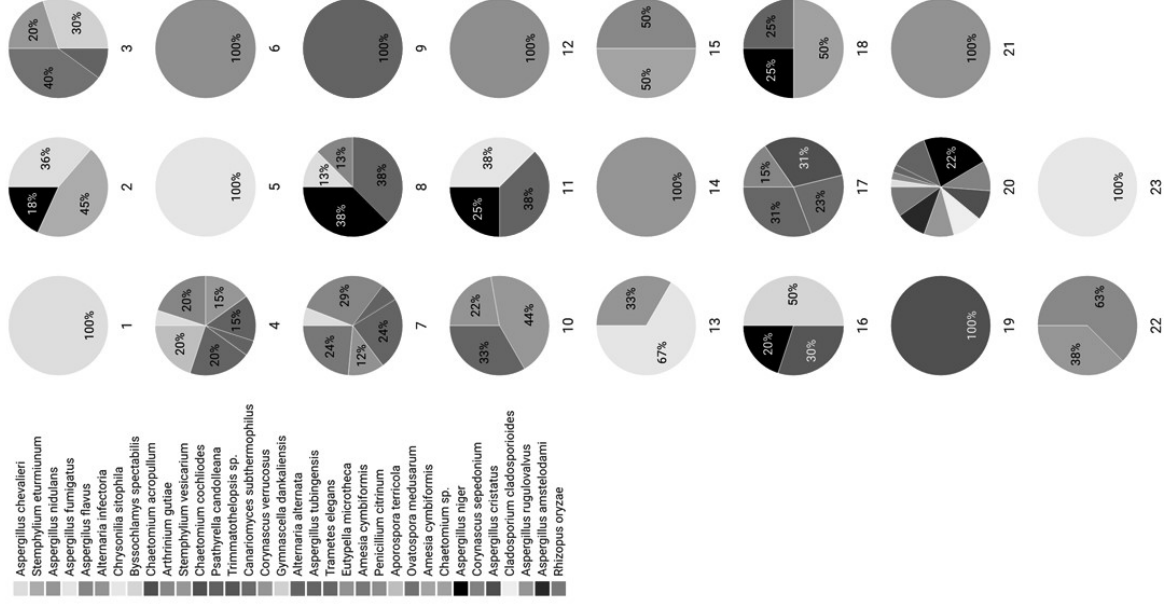 Aspergillus chevalieri
Stemphylium eturmiunum
Aspergillus nidulans
Aspergillus fumigatus
Aspergilus flavus
Alternaria infectoria
Chrysonilia sitophila
Byssochlamys spectabilis
Chaetomium acropullum
Arthrinium gutiae
Stemphylium vesicarium
Chaetomium cochliodes
Psathyrella candolleana
Trimmatothelopsis sp.
Canariomyces subthermophilus
Corynascus verrucosus
Gymnascella dankaliensis
Alternaria alternata
Aspergillus tubingensis
Trametes elegans
Eutypella microtheca
Amesia cymbiformis
Penicillium citrinum
Aporospora terricola
Ovatospora medusarum
Amesia cymbiformis
Chaetomium sp.
Aspergillus niger
Corynascus sepedonium
Aspergillus cristatus
Cladosporium cladosporioides
Aspergillus rugulovalvus
Aspergillus amstelodami
Rhizopus oryzae
100%
1
18%
36%
45%
2
20%
40%
30%
3
20%
20%
20%
15%
15%
4
100%
5
100%
6
24%
29%
12%
24%
7
13%
13%
38%
38%
8
100%
9
22%
33%
44%
10
25%
38%
38%
11
100%
12
33%
67%
13
100%
14
50%
50%
15
20%
50%
30%
16
15%
31%
31%
23%
17
25%
25%
50%
18
100%
19
22%
20
100%
21
38%
63%
22
100%
23